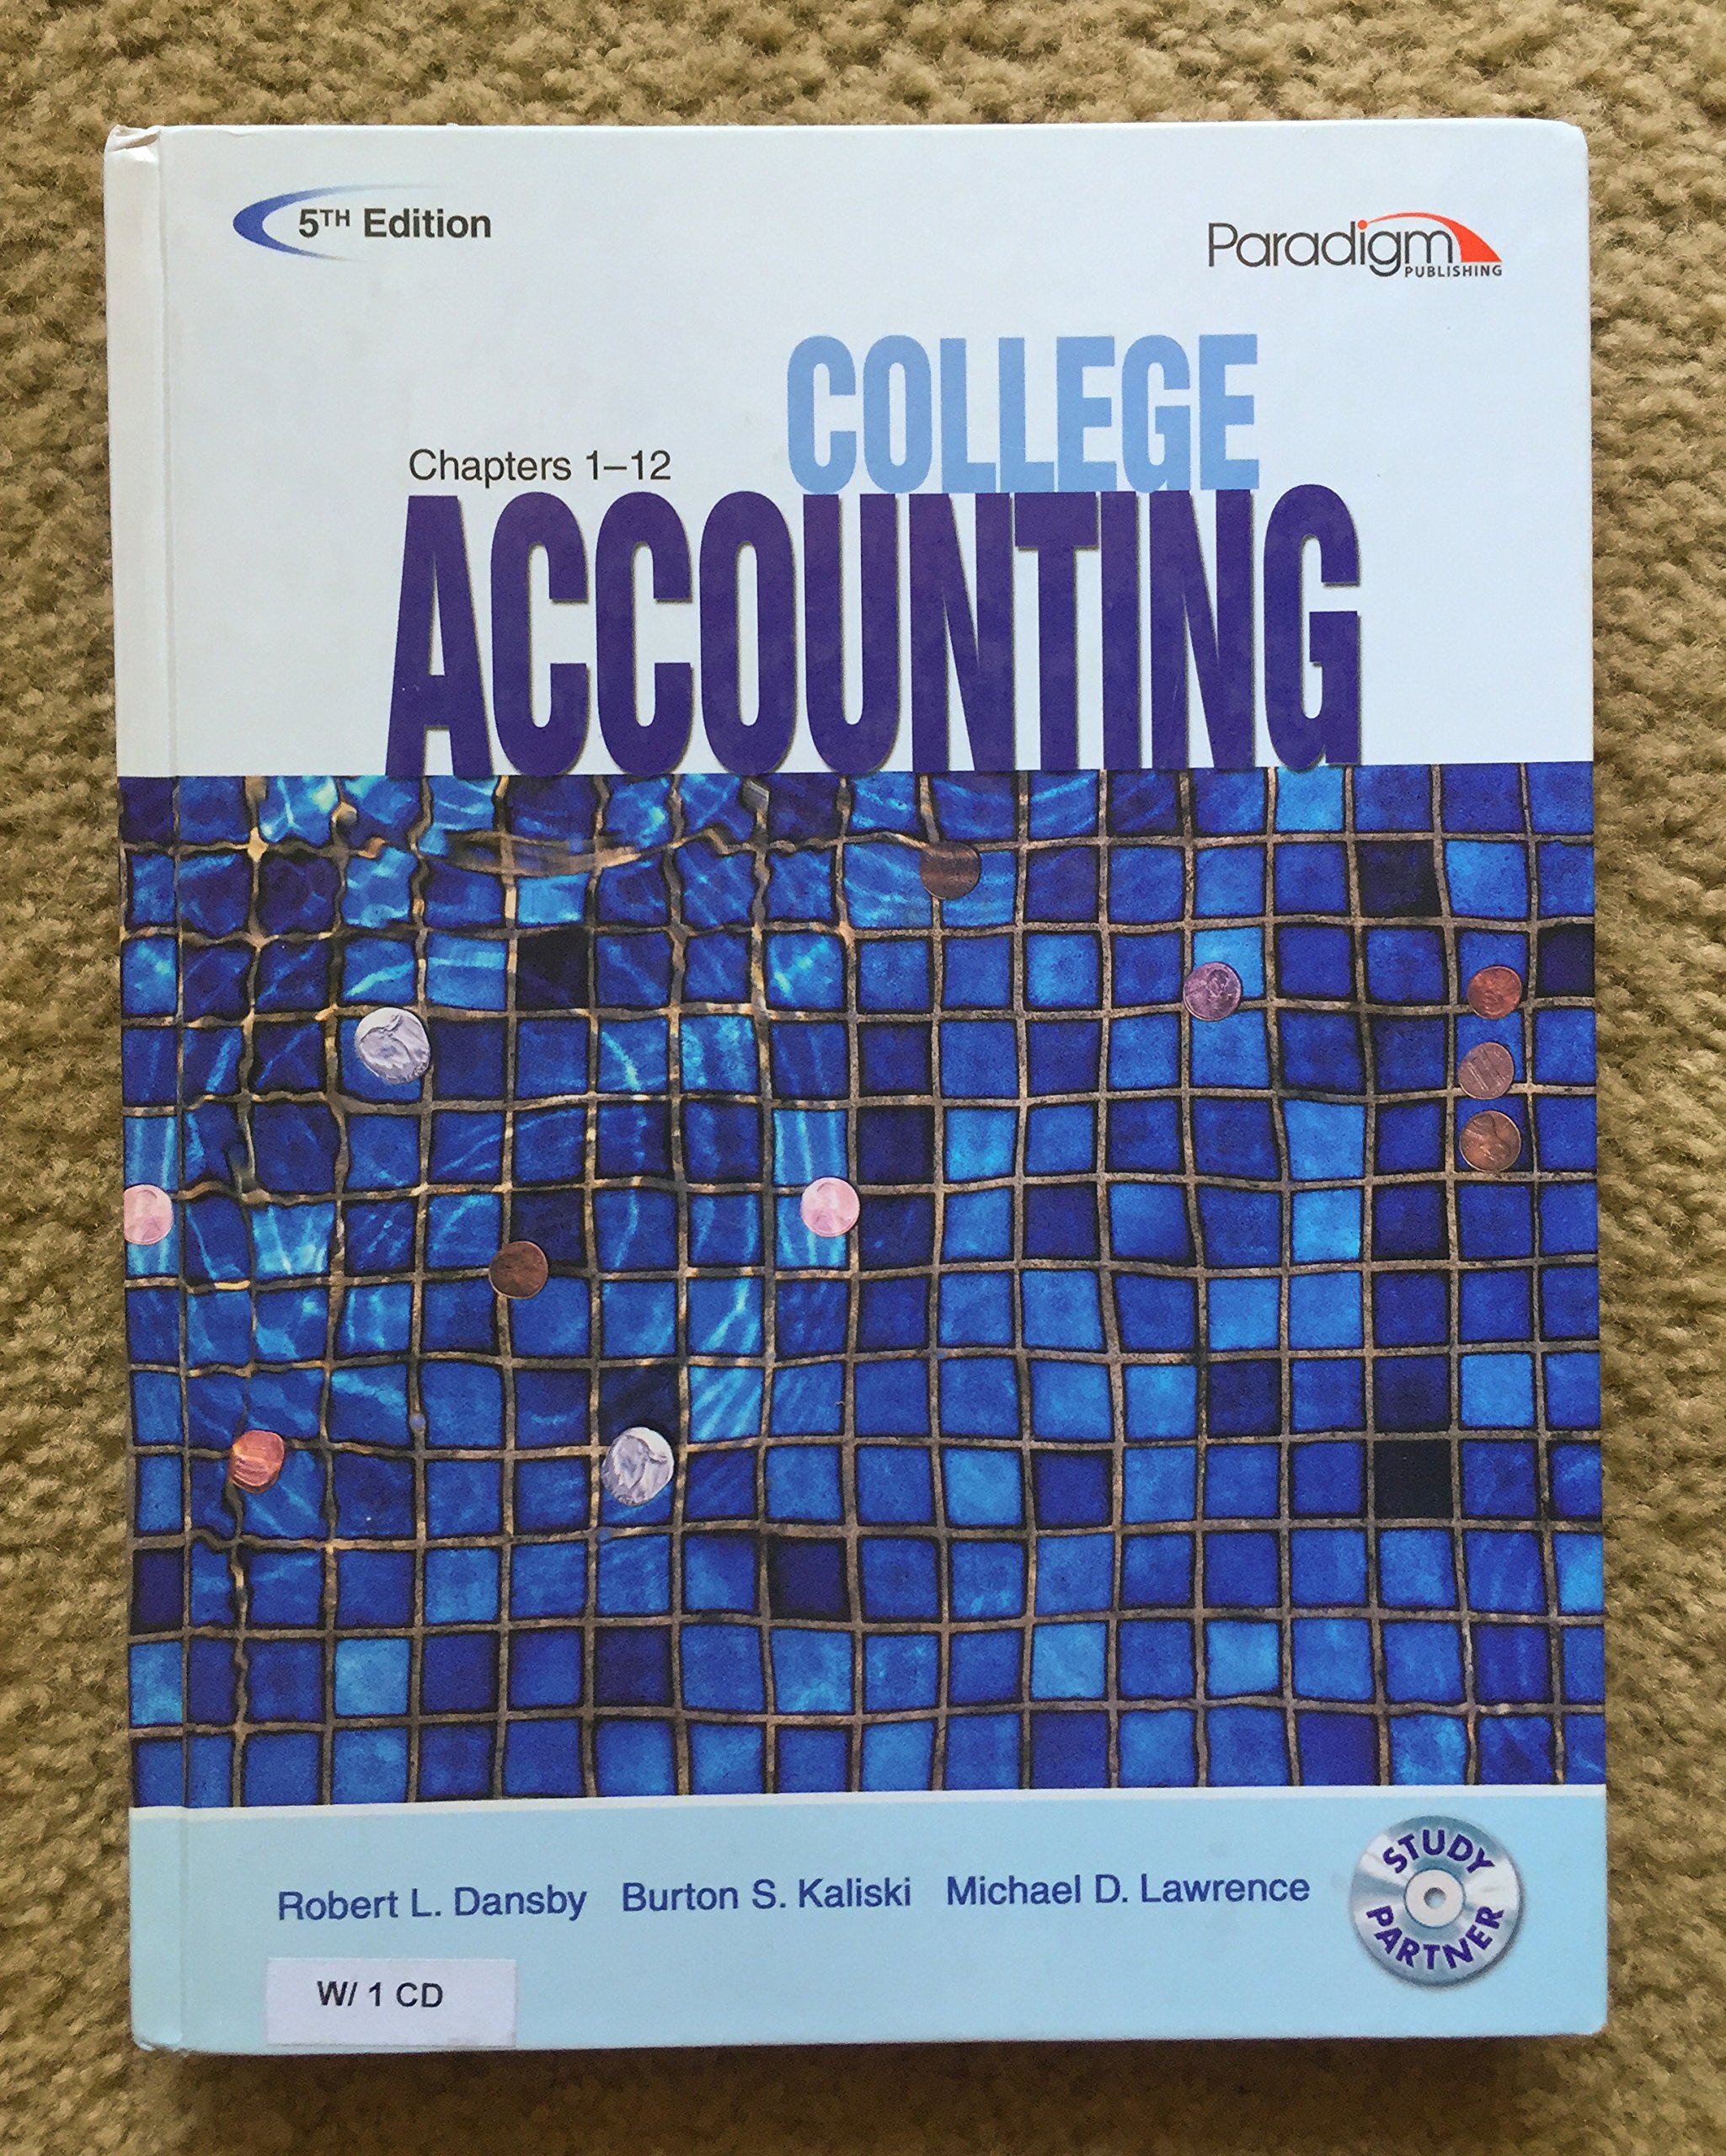 5TH Edition
Paradigm
PUBLISHING
COLLEGE
Chapters 1–12
ACCOUNTING
Robert L. Dansby Burton S. Kaliski Michael D. Lawrence
STUDY
PARTNER
W/ 1 CD